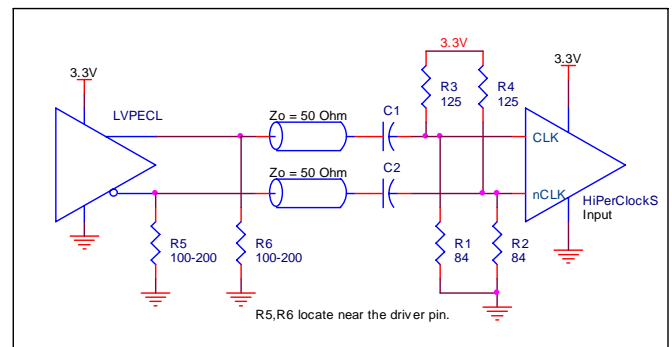 3.3V
LVPECL
Zo = 50 Ohm
C1
3.3V
R3
125
R4
125
3.3V
CLK
Zo = 50 Ohm
C2
nCLK
HiPerClockS
Input
R5
100-200
R6
100-200
R1
84
R2
84
R5,R6 locate near the driver pin.